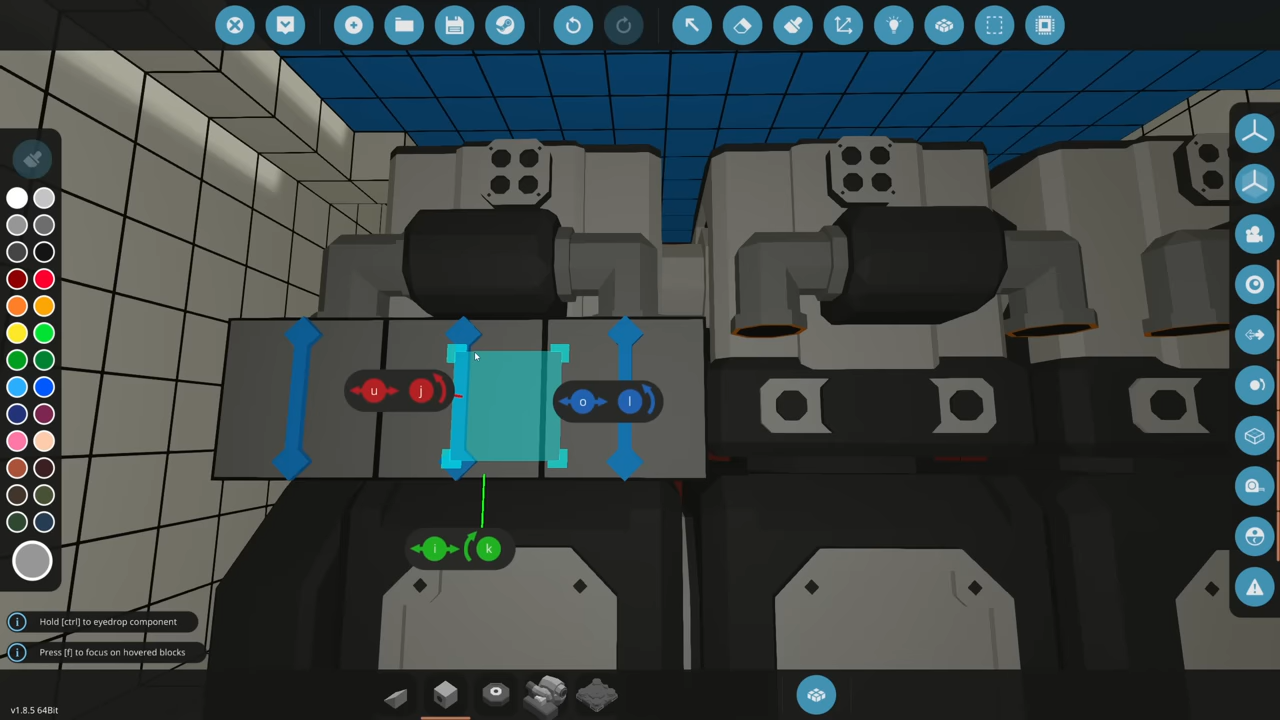 u
j
o
l
i
k
Hold [ctrl] to eyedrop component
Press [f] to focus on hovered blocks
v1.8.5 64Bit